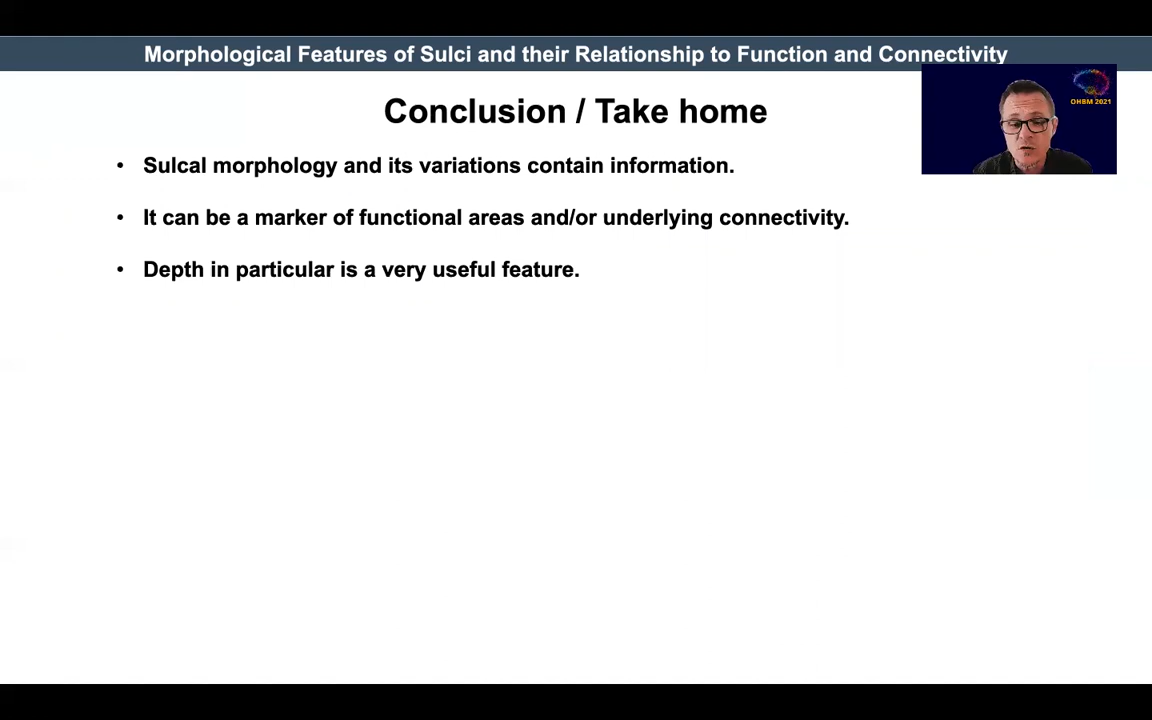 Morphological Features of Sulci and their Relationship to Function and Connectivity
OHBM 2021
Conclusion / Take home
• Sulcal morphology and its variations contain information.
• It can be a marker of functional areas and/or underlying connectivity.
• Depth in particular is a very useful feature.